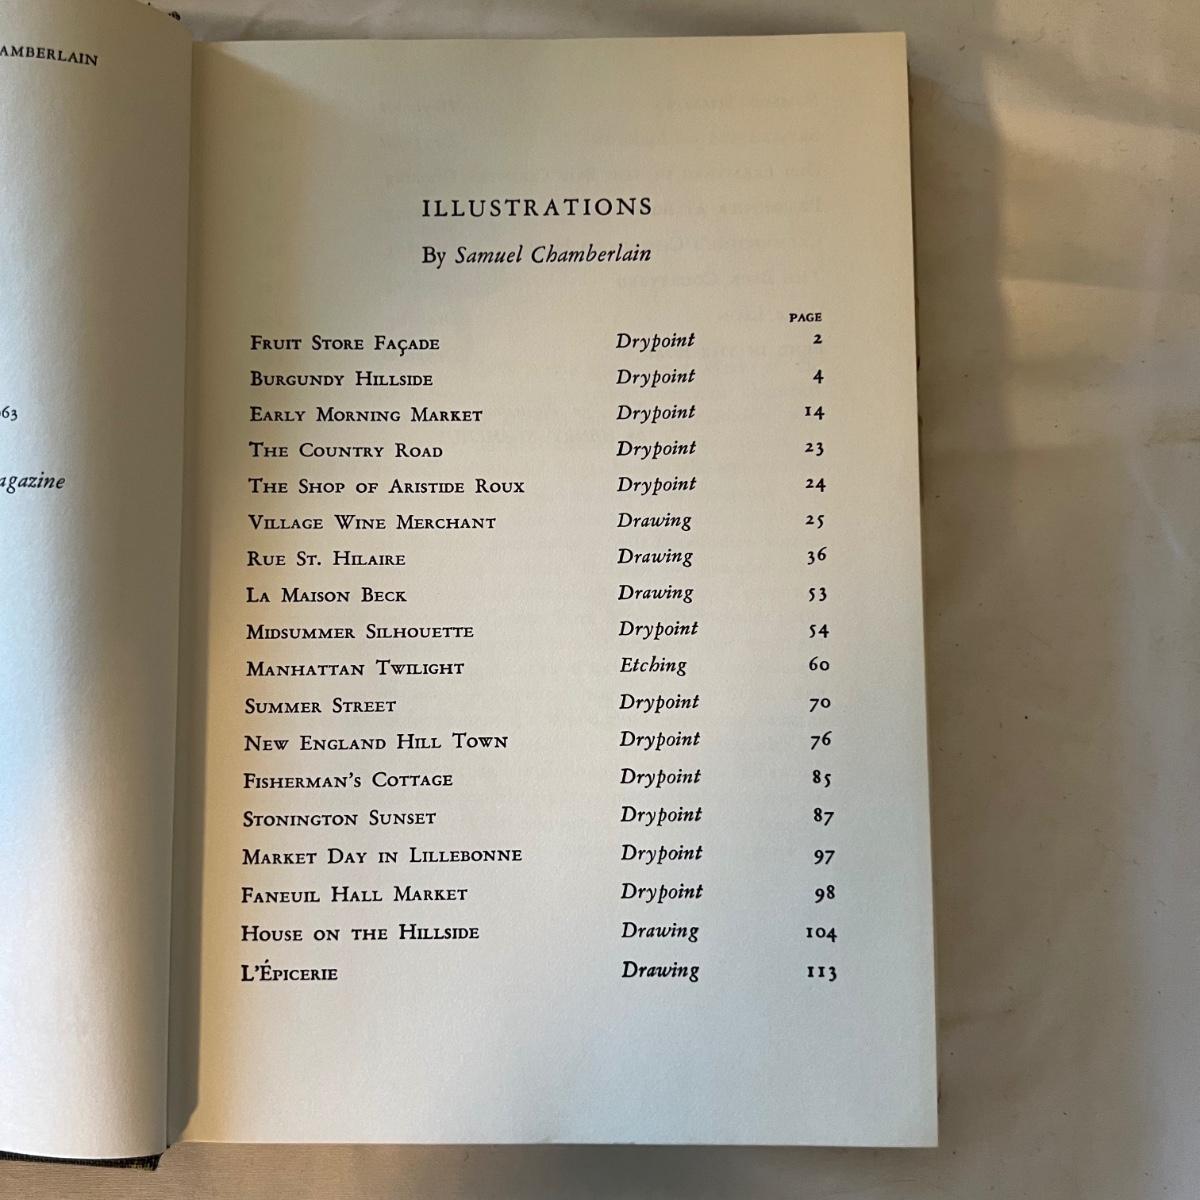 AMBERLAIN
63
agazine
ILLUSTRATIONS
By Samuel Chamberlain
PAGE
FRUIT STORE FAÇADE Drypoint 2
BURGUNDY HILLSIDE Drypoint 4
EARLY MORNING MARKET Drypoint 14
THE COUNTRY ROAD Drypoint 23
THE SHOP OF ARISTIDE ROUX Drypoint 24
VILLAGE WINE MERCHANT Drawing 25
RUE ST. HILAIRE Drawing 36
LA MAISON BECK Drawing 53
MIDSUMMER SILHOUETTE Drypoint 54
MANHATTAN TWILIGHT Etching 60
SUMMER STREET Drypoint 70
NEW ENGLAND HILL TOWN Drypoint 76
FISHERMAN'S COTTAGE Drypoint 85
STONINGTON SUNSET Drypoint 87
MARKET DAY IN LILLEBONNE Drypoint 97
FANEUIL HALL MARKET Drypoint 98
HOUSE ON THE HILLSIDE Drawing 104
L'ÉPICERIE Drawing 113